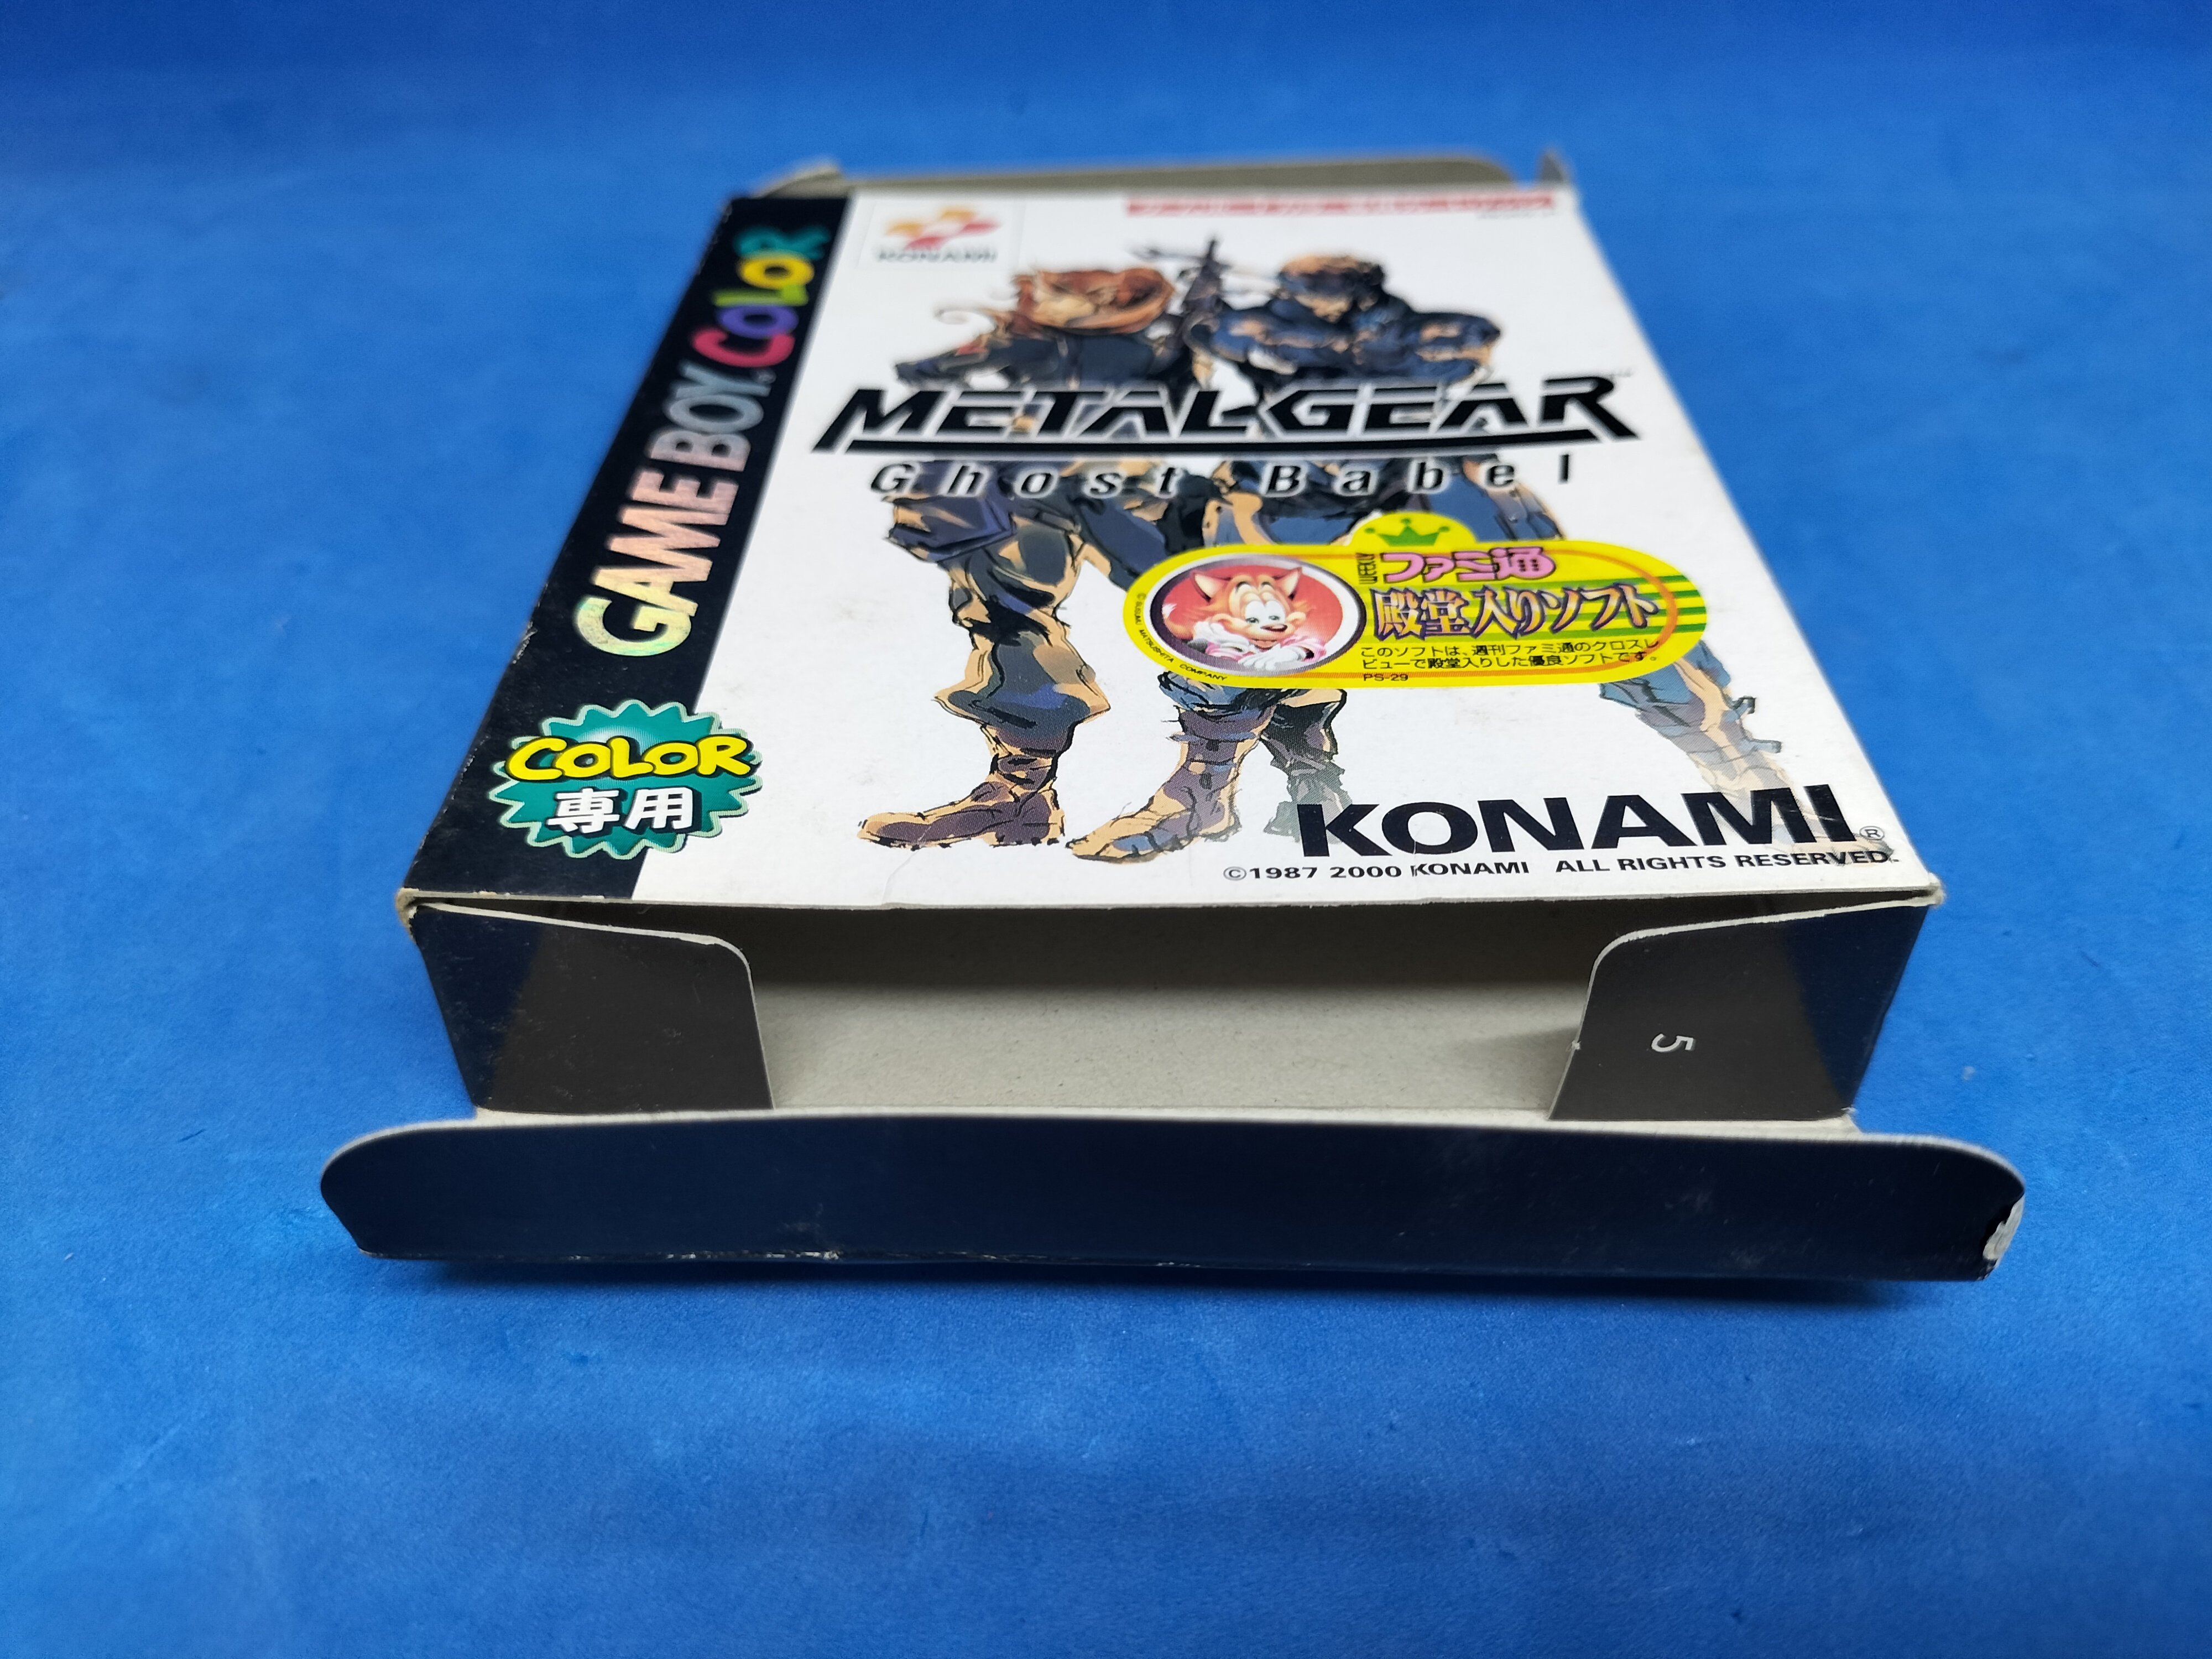 KONAMI
GAME BOY COLOR
METAL GEAR
Ghost Babel
WEEKLY ファミ通
殿堂入りソフト
このソフトは、週刊ファミ通のクロスレ
ビューで殿堂入りした優良ソフトです。
PS-29
COLOR
専用
KONAMI®
©1987 2000 KONAMI ALL RIGHTS RESERVED.
5